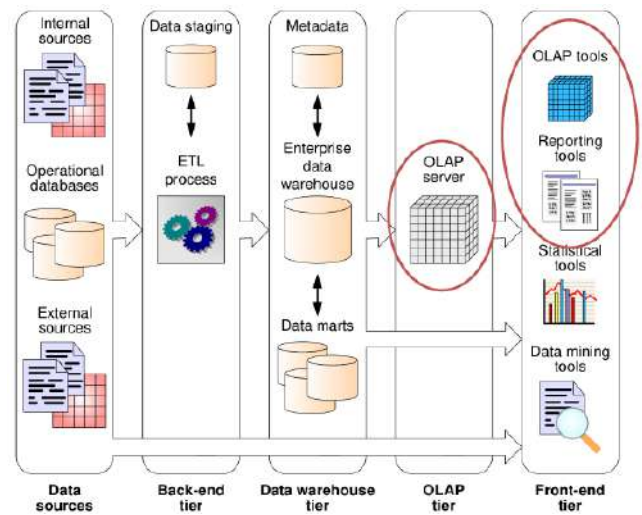 Internal
sources
Operational
databases
External
sources
Data
sources
Data staging
ETL
process
Back-end
tier
Metadata
Enterprise
data
warehouse
Data marts
Data warehouse
tier
OLAP
server
OLAP
tier
OLAP tools
Reporting
tools
Statistical
tools
Data mining
tools
Front-end
tier